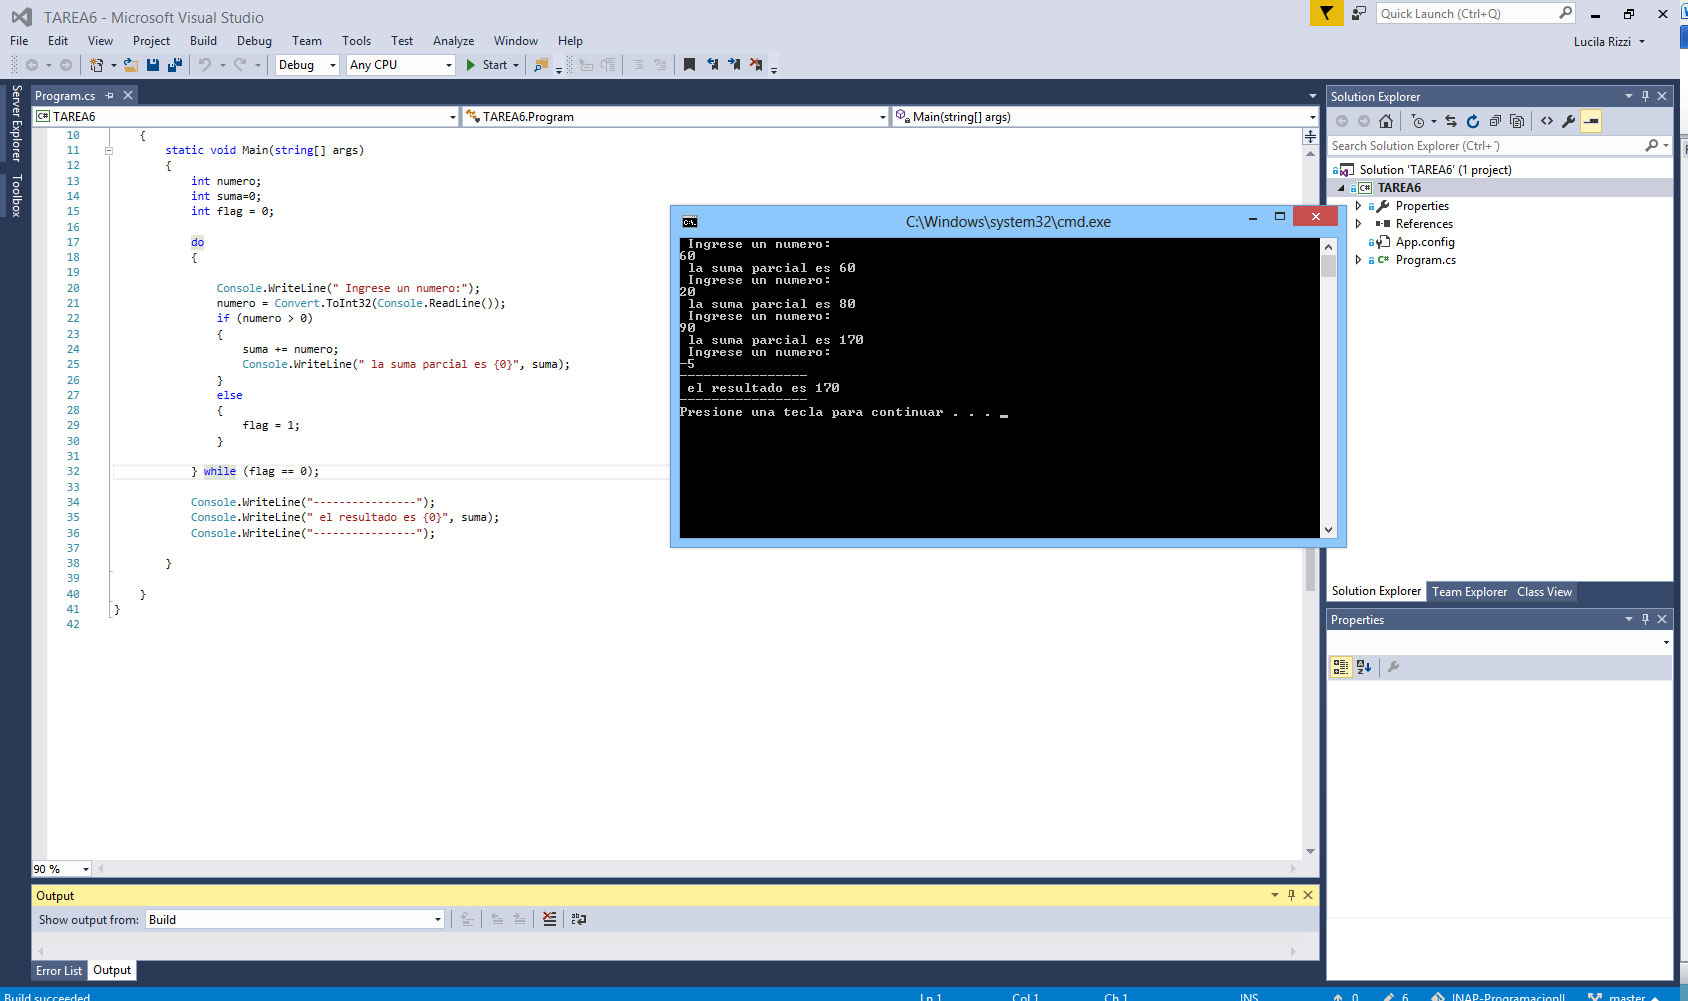 TAREA6 - Microsoft Visual Studio
Quick Launch (Ctrl+Q)
File Edit View Project Build Debug Team Tools Test Analyze Window Help
Lucila Rizzi
Debug Any CPU Start
Server Explorer
Toolbox
Program.cs
TAREA6 TAREA6.Program Main(string[] args)
10 {
11 static void Main(string[] args)
12 {
13 int numero;
14 int suma=0;
15 int flag = 0;
16
17 do
18 {
19
20 Console.WriteLine(" Ingrese un numero:");
21 numero = Convert.ToInt32(Console.ReadLine());
22 if (numero > 0)
23 {
24 suma += numero;
25 Console.WriteLine(" la suma parcial es {0}", suma);
26 }
27 else
28 {
29 flag = 1;
30 }
31
32 } while (flag == 0);
33
34 Console.WriteLine("----------------");
35 Console.WriteLine(" el resultado es {0}", suma);
36 Console.WriteLine("----------------");
37
38 }
39
40 }
41 }
42
90 %
C:\Windows\system32\cmd.exe
Ingrese un numero:
60
la suma parcial es 60
Ingrese un numero:
20
la suma parcial es 80
Ingrese un numero:
90
la suma parcial es 170
Ingrese un numero:
-5
----------------
el resultado es 170
----------------
Presione una tecla para continuar . . . _
Solution Explorer
Search Solution Explorer (Ctrl+¨)
Solution 'TAREA6' (1 project)
C# TAREA6
Properties
References
App.config
C# Program.cs
Solution Explorer Team Explorer Class View
Properties
Output
Show output from: Build
Error List Output
Build succeeded
Ln 1 Col 1 Ch 1 INS 0 6 INAP-ProgramacionII master